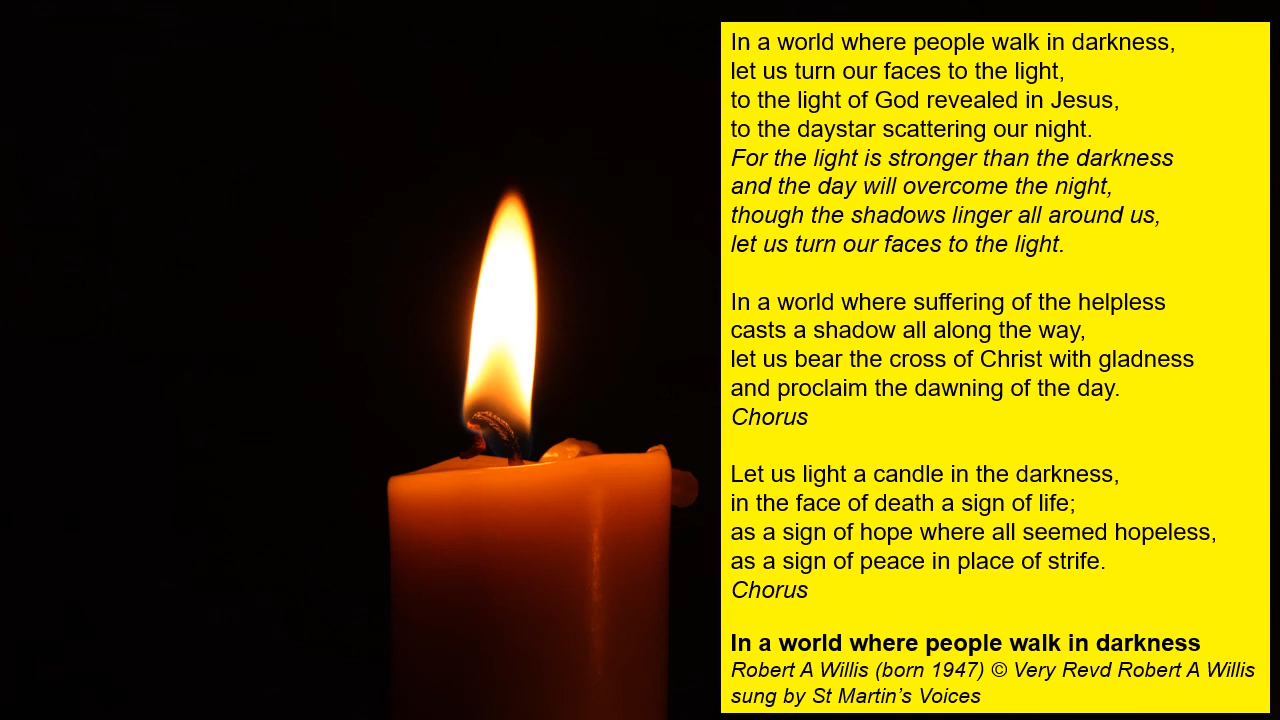 In a world where people walk in darkness,
let us turn our faces to the light,
to the light of God revealed in Jesus,
to the daystar scattering our night.
For the light is stronger than the darkness
and the day will overcome the night,
though the shadows linger all around us,
let us turn our faces to the light.
In a world where suffering of the helpless
casts a shadow all along the way,
let us bear the cross of Christ with gladness
and proclaim the dawning of the day.
Chorus
Let us light a candle in the darkness,
in the face of death a sign of life;
as a sign of hope where all seemed hopeless,
as a sign of peace in place of strife.
Chorus
In a world where people walk in darkness
Robert A Willis (born 1947) © Very Revd Robert A Willis
sung by St Martin’s Voices